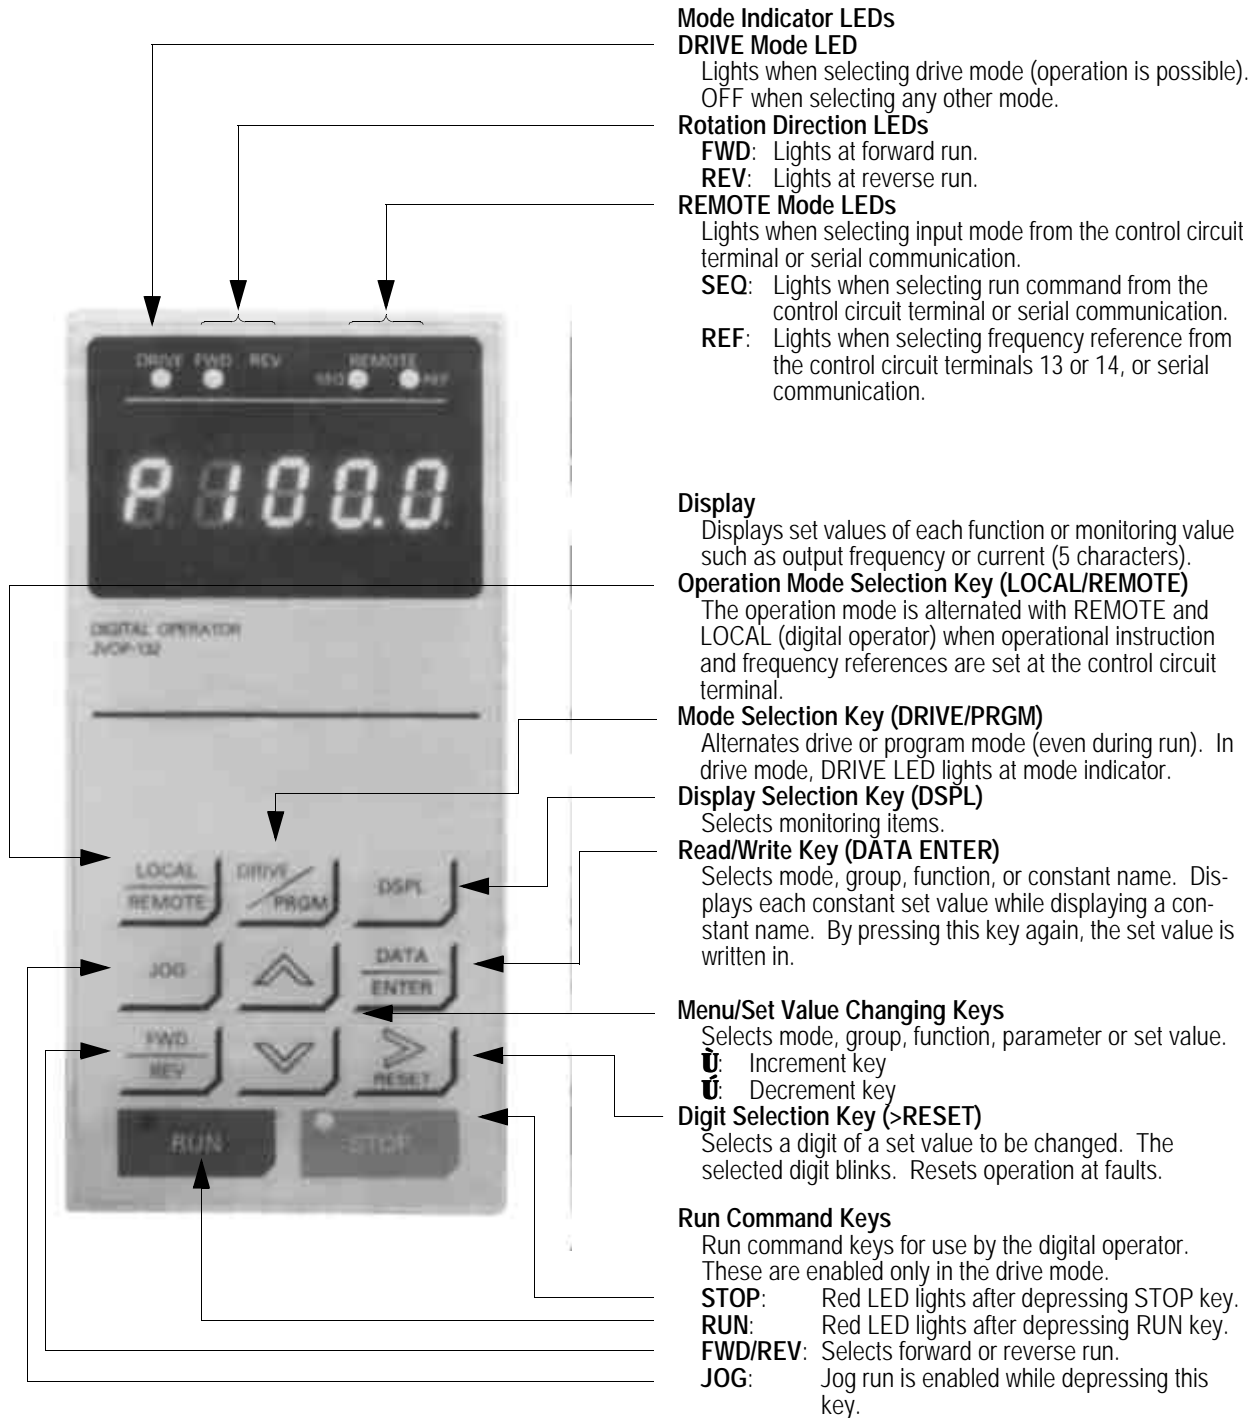 Mode Indicator LEDs
DRIVE Mode LED
Lights when selecting drive mode (operation is possible).
OFF when selecting any other mode.
Rotation Direction LEDs
FWD: Lights at forward run.
REV: Lights at reverse run.
REMOTE Mode LEDs
Lights when selecting input mode from the control circuit
terminal or serial communication.
SEQ: Lights when selecting run command from the
control circuit terminal or serial communication.
REF: Lights when selecting frequency reference from
the control circuit terminals 13 or 14, or serial
communication.
DRIVE FWD REV REMOTE
SEQ REF
P 100.0
DIGITAL OPERATOR
JVOP-132
Display
Displays set values of each function or monitoring value
such as output frequency or current (5 characters).
Operation Mode Selection Key (LOCAL/REMOTE)
The operation mode is alternated with REMOTE and
LOCAL (digital operator) when operational instruction
and frequency references are set at the control circuit
terminal.
Mode Selection Key (DRIVE/PRGM)
Alternates drive or program mode (even during run). In
drive mode, DRIVE LED lights at mode indicator.
Display Selection Key (DSPL)
Selects monitoring items.
Read/Write Key (DATA ENTER)
Selects mode, group, function, or constant name. Dis-
plays each constant set value while displaying a con-
stant name. By pressing this key again, the set value is
written in.
Menu/Set Value Changing Keys
Selects mode, group, function, parameter or set value.
Ù: Increment key
Ú: Decrement key
Digit Selection Key (>RESET)
Selects a digit of a set value to be changed. The
selected digit blinks. Resets operation at faults.
Run Command Keys
Run command keys for use by the digital operator.
These are enabled only in the drive mode.
STOP: Red LED lights after depressing STOP key.
RUN: Red LED lights after depressing RUN key.
FWD/REV: Selects forward or reverse run.
JOG: Jog run is enabled while depressing this
key.
LOCAL
REMOTE
DRIVE
PRGM
DSPL
JOG
DATA
ENTER
FWD
REV
RESET
RUN
STOP